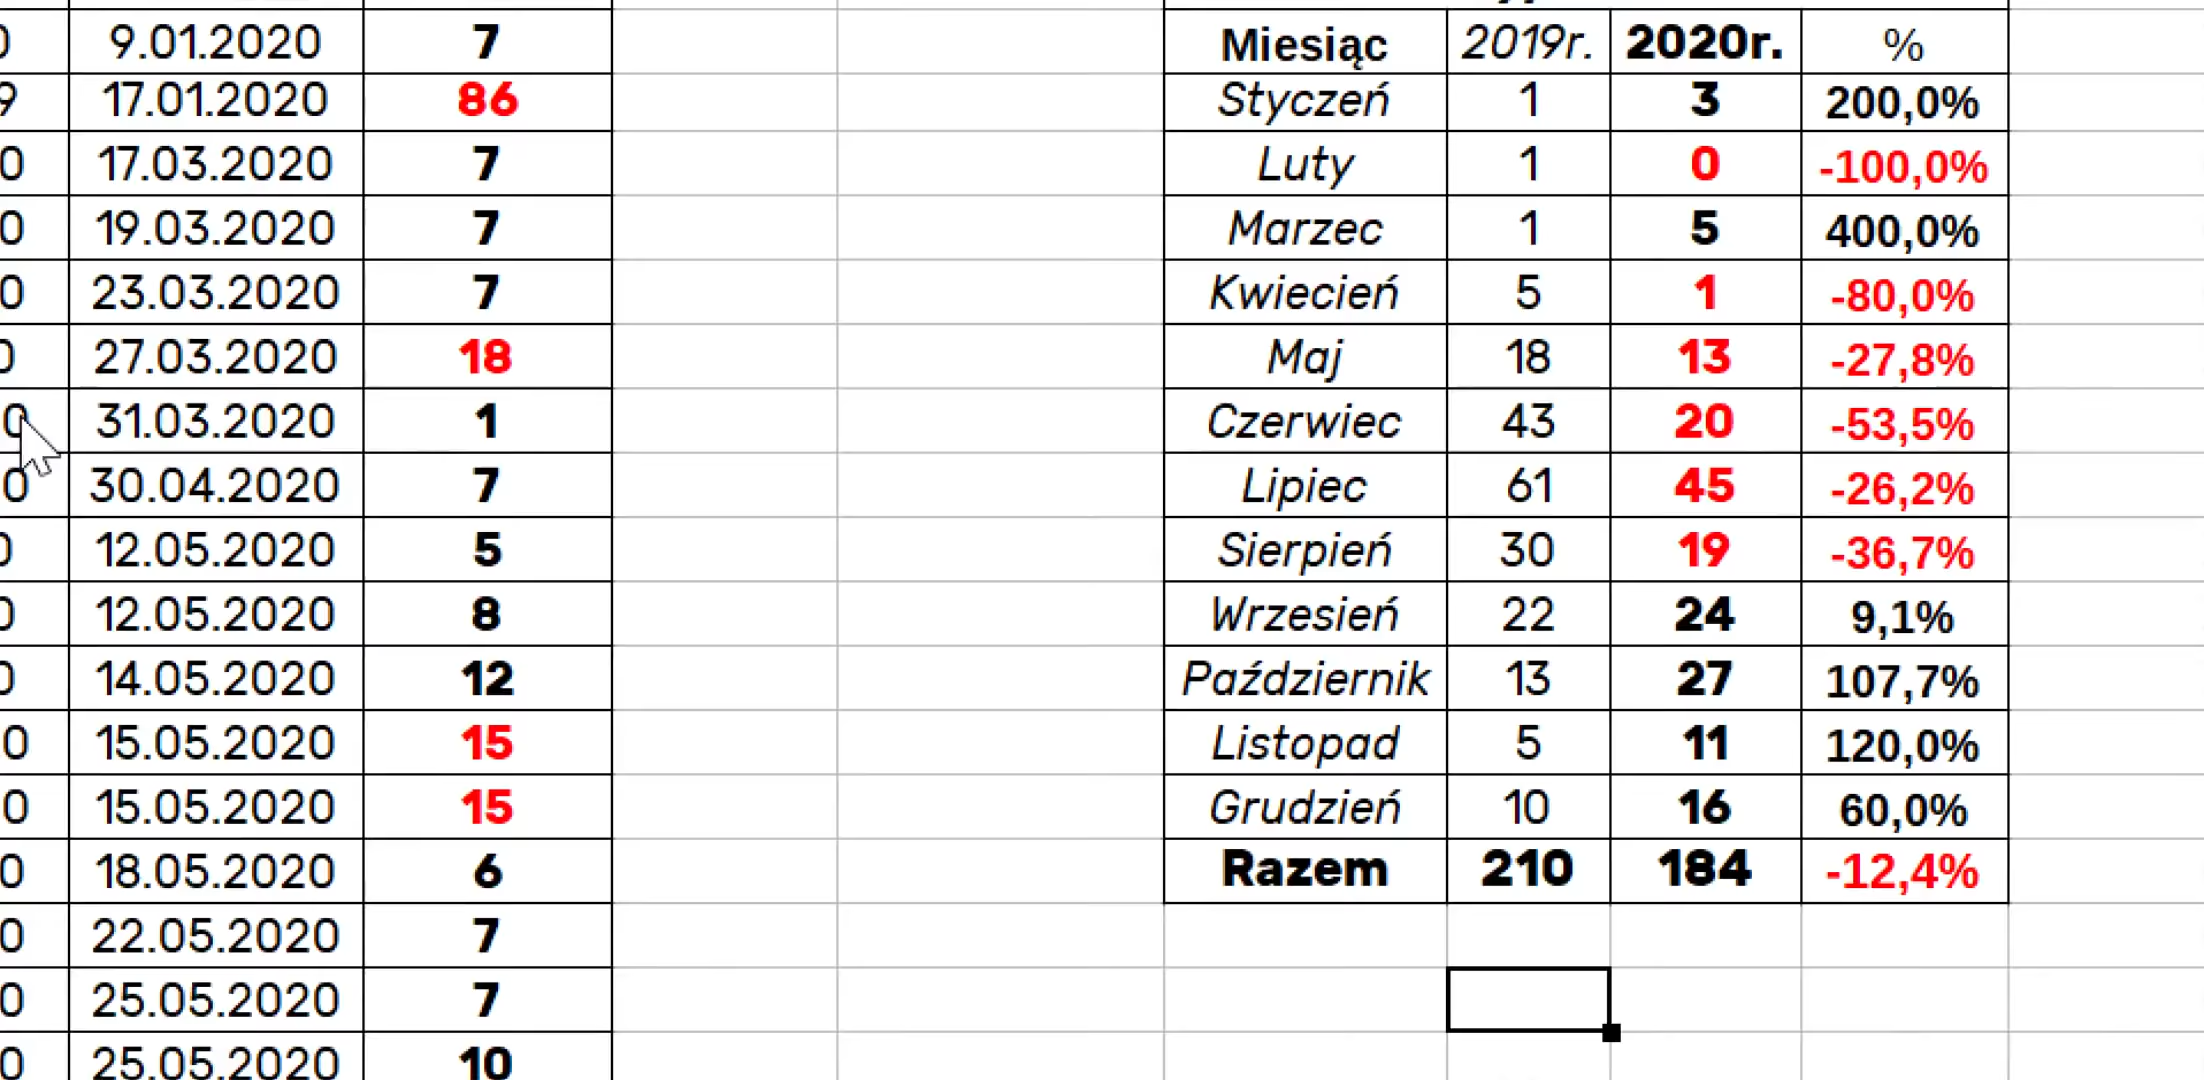 9.01.2020 7
17.01.2020 86
17.03.2020 7
19.03.2020 7
23.03.2020 7
27.03.2020 18
31.03.2020 1
30.04.2020 7
12.05.2020 5
12.05.2020 8
14.05.2020 12
15.05.2020 15
15.05.2020 15
18.05.2020 6
22.05.2020 7
25.05.2020 7
25.05.2020 10
Miesiąc 2019r. 2020r. %
Styczeń 1 3 200,0%
Luty 1 0 -100,0%
Marzec 1 5 400,0%
Kwiecień 5 1 -80,0%
Maj 18 13 -27,8%
Czerwiec 43 20 -53,5%
Lipiec 61 45 -26,2%
Sierpień 30 19 -36,7%
Wrzesień 22 24 9,1%
Październik 13 27 107,7%
Listopad 5 11 120,0%
Grudzień 10 16 60,0%
Razem 210 184 -12,4%